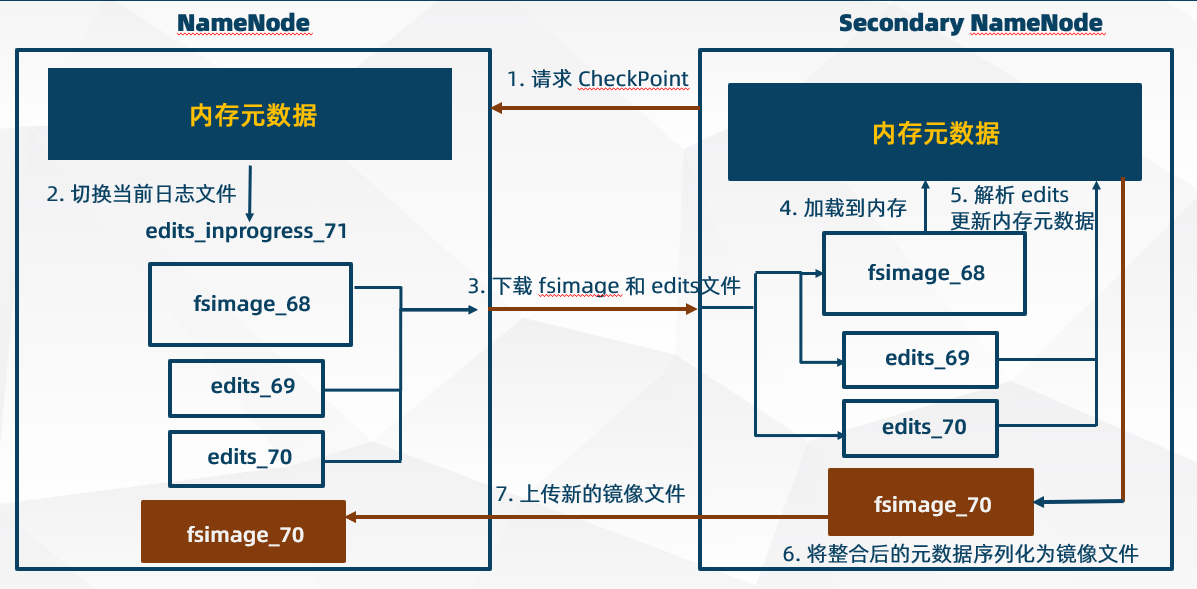 NameNode
Secondary NameNode
内存元数据
1. 请求 CheckPoint
内存元数据
2. 切换当前日志文件
edits_inprogress_71
4. 加载到内存
5. 解析 edits
更新内存元数据
fsimage_68
3. 下载 fsimage 和 edits文件
fsimage_68
edits_69
edits_69
edits_70
edits_70
7. 上传新的镜像文件
fsimage_70
fsimage_70
6. 将整合后的元数据序列化为镜像文件